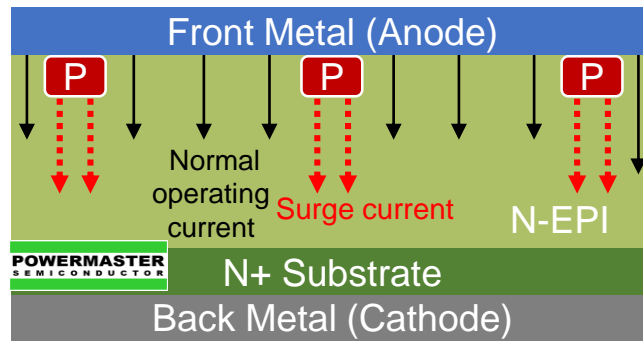 Front Metal (Anode)
P
P
P
Normal
operating
current
Surge current
N-EPI
POWERMASTER
SEMICONDUCTOR
N+ Substrate
Back Metal (Cathode)